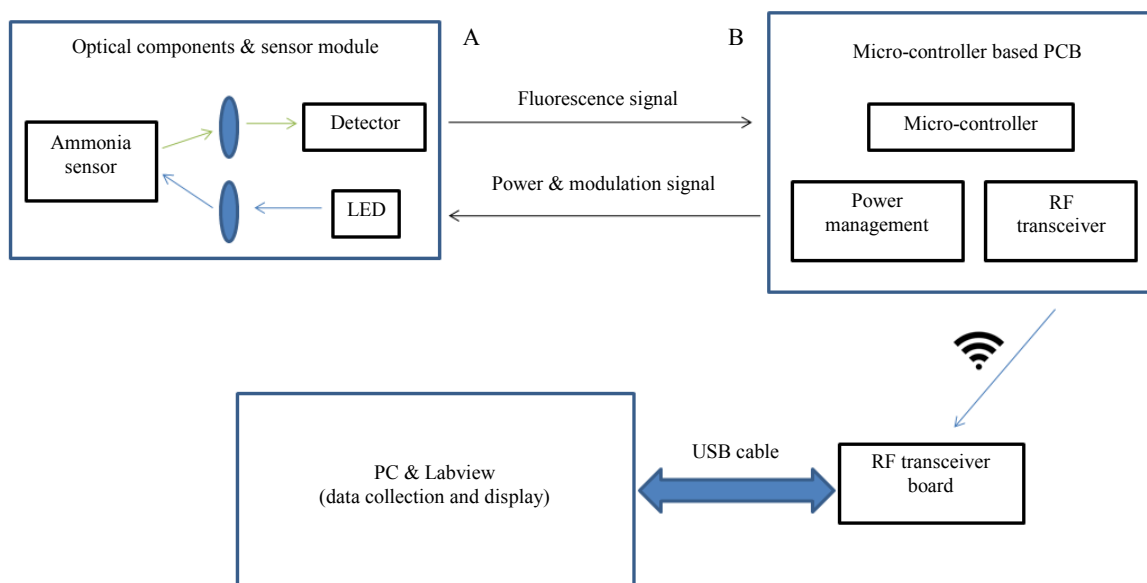 Optical components & sensor module
A
B
Micro-controller based PCB
Ammonia
sensor
Detector
LED
Fluorescence signal
Power & modulation signal
Micro-controller
Power
management
RF
transceiver
PC & Labview
(data collection and display)
USB cable
RF transceiver
board